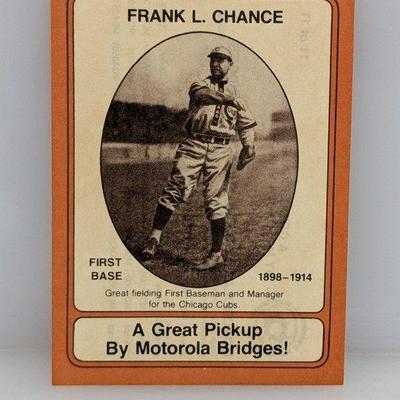 FRANK L. CHANCE
FIRST
BASE
1898–1914
Great fielding First Baseman and Manager
for the Chicago Cubs.
A Great Pickup
By Motorola Bridges!